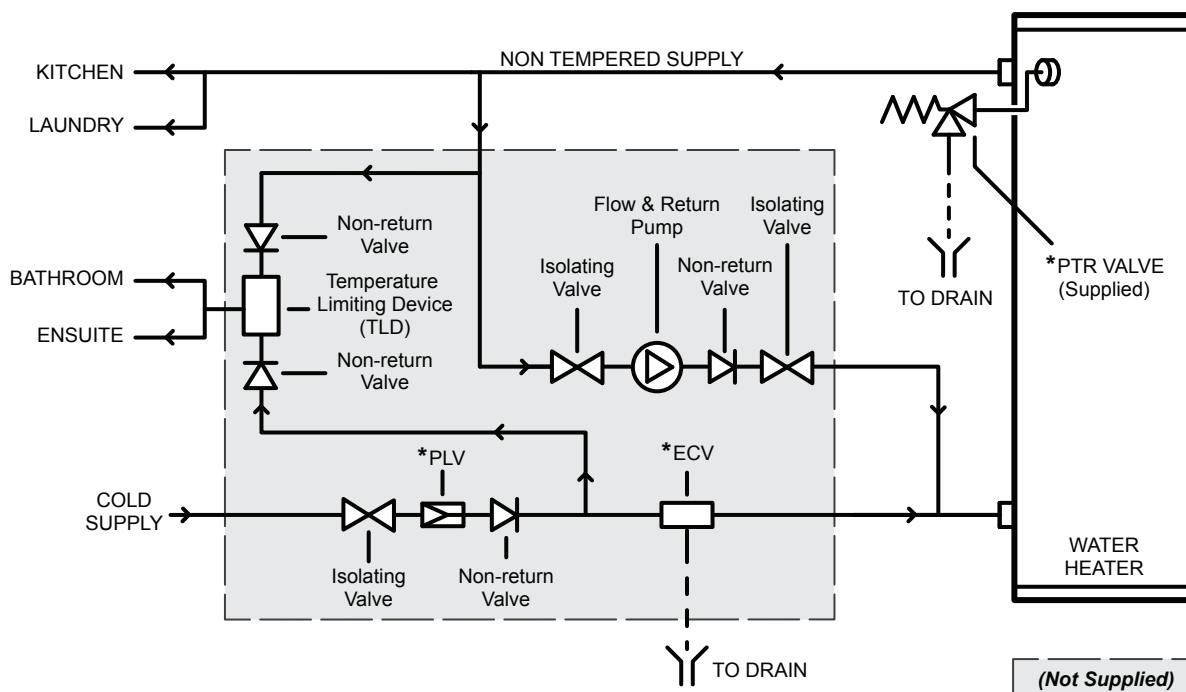 NON TEMPERED SUPPLY
KITCHEN
LAUNDRY
Non-return
Valve
Flow & Return
Pump
Isolating
Valve
Isolating
Valve
Non-return
Valve
*PTR VALVE
(Supplied)
TO DRAIN
BATHROOM
ENSUITE
Temperature
Limiting Device
(TLD)
Non-return
Valve
*PLV
*ECV
COLD
SUPPLY
Isolating
Valve
Non-return
Valve
WATER
HEATER
TO DRAIN
(Not Supplied)